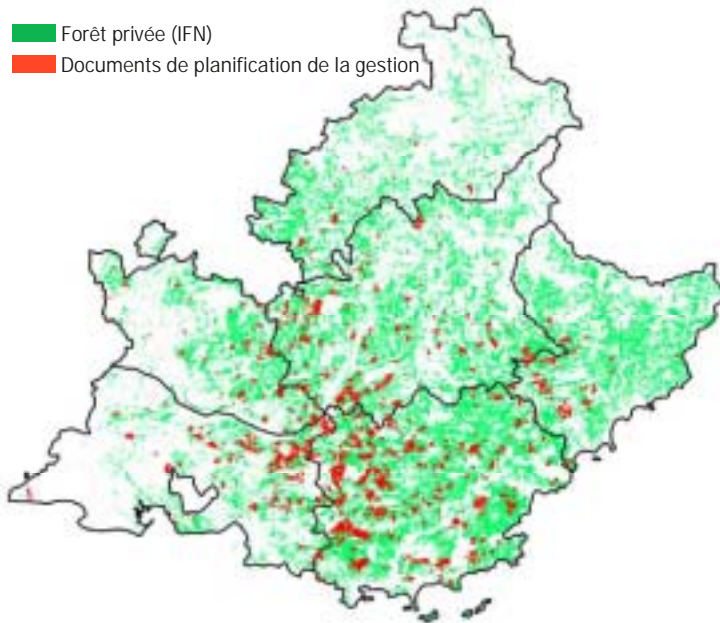 Forêt privée (IFN)
Documents de planification de la gestion